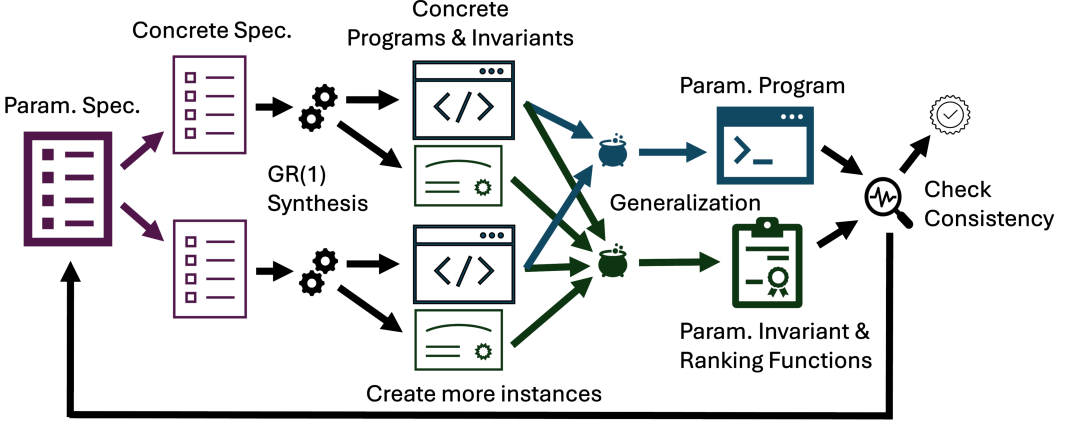 Concrete
Programs & Invariants
Concrete Spec.
Param. Spec.
Param. Program
GR(1)
Synthesis
Generalization
Check
Consistency
Param. Invariant &
Ranking Functions
Create more instances